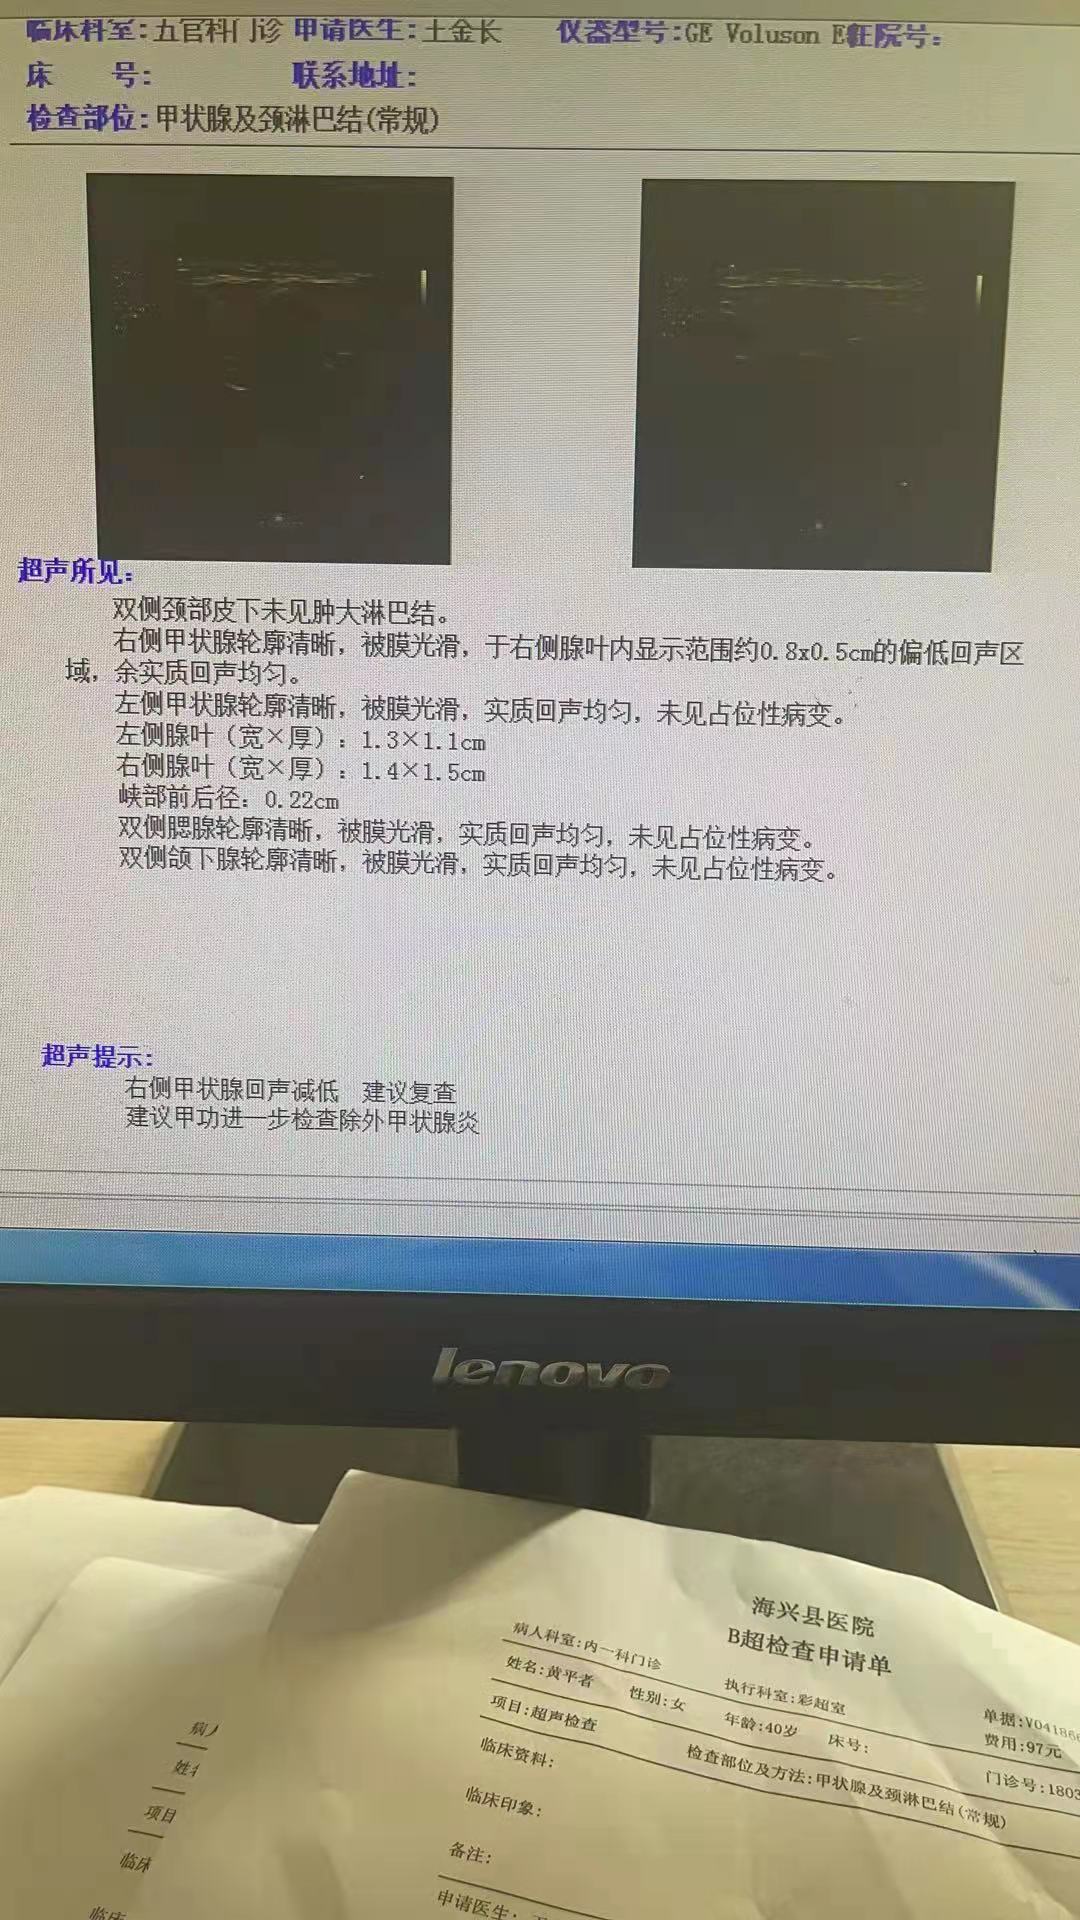 临床科室:五官科门诊 申请医生:王金长 仪器型号:GE Voluson E 住院号:
床 号: 联系地址:
检查部位:甲状腺及颈淋巴结(常规)
超声所见:
双侧颈部皮下未见肿大淋巴结。
右侧甲状腺轮廓清晰，被膜光滑，于右侧腺叶内显示范围约0.8x0.5cm的偏低回声区
域，余实质回声均匀。
左侧甲状腺轮廓清晰，被膜光滑，实质回声均匀，未见占位性病变。
左侧腺叶（宽×厚）: 1.3×1.1cm
右侧腺叶（宽×厚）: 1.4×1.5cm
峡部前后径: 0.22cm
双侧腮腺轮廓清晰，被膜光滑，实质回声均匀，未见占位性病变。
双侧颌下腺轮廓清晰，被膜光滑，实质回声均匀，未见占位性病变。
超声提示:
右侧甲状腺回声减低 建议复查
建议甲功进一步检查除外甲状腺炎
lenovo
海兴县医院
B超检查申请单
病人科室:内一科门诊 执行科室:彩超室 单据:V041866
姓名:黄平者 性别:女 年龄:40岁 床号: 费用:97元
项目:超声检查 检查部位及方法:甲状腺及颈淋巴结(常规) 门诊号:1803
临床资料:
临床印象:
备注:
申请医生:
病人
姓名
项目
临床
临床